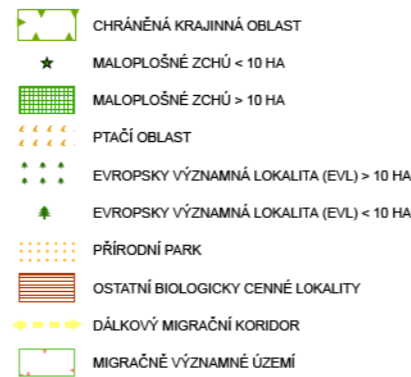 CHRÁNĚNÁ KRAJINNÁ OBLAST
MALOPLOŠNÉ ZCHÚ < 10 HA
MALOPLOŠNÉ ZCHÚ > 10 HA
PTAČÍ OBLAST
EVROPSKY VÝZNAMNÁ LOKALITA (EVL) > 10 HA
EVROPSKY VÝZNAMNÁ LOKALITA (EVL) < 10 HA
PŘÍRODNÍ PARK
OSTATNÍ BIOLOGICKY CENNÉ LOKALITY
DÁLKOVÝ MIGRAČNÍ KORIDOR
MIGRAČNĚ VÝZNAMNÉ ÚZEMÍ